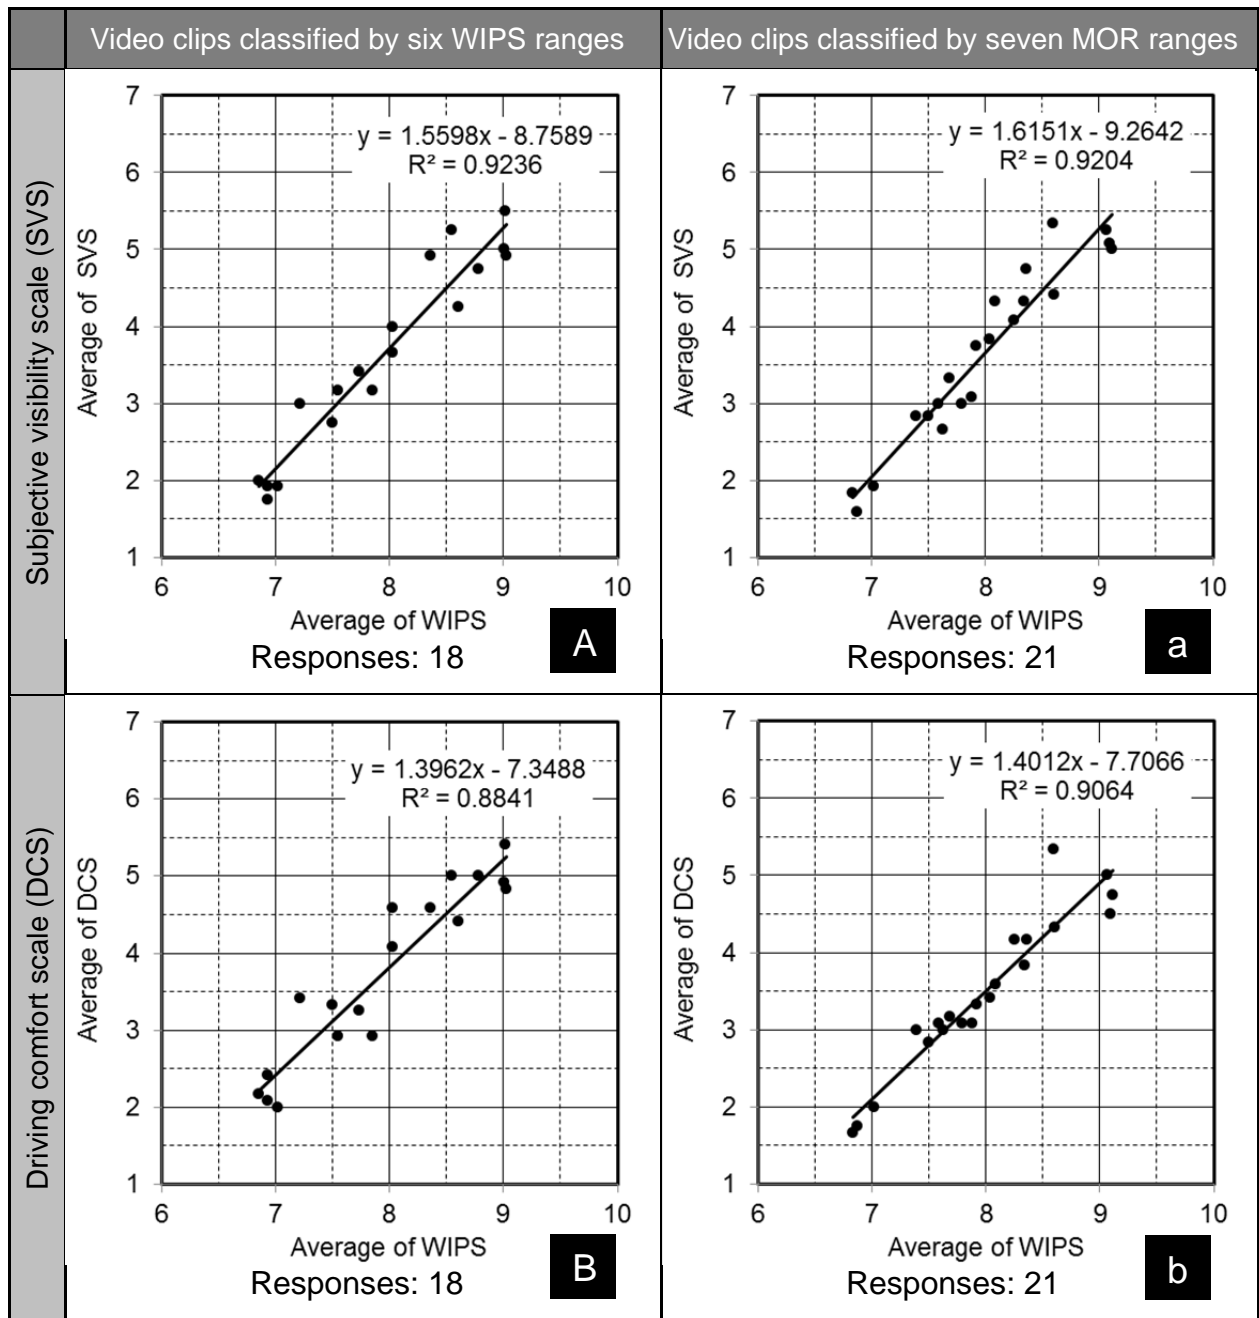 Video clips classified by six WIPS ranges
Video clips classified by seven MOR ranges
Subjective visibility scale (SVS)
7
6
5
4
3
2
1
Average of SVS
y = 1.5598x - 8.7589
R² = 0.9236
6 7 8 9 10
Average of WIPS
Responses: 18
A
7
6
5
4
3
2
1
Average of SVS
y = 1.6151x - 9.2642
R² = 0.9204
6 7 8 9 10
Average of WIPS
Responses: 21
a
Driving comfort scale (DCS)
7
6
5
4
3
2
1
Average of DCS
y = 1.3962x - 7.3488
R² = 0.8841
6 7 8 9 10
Average of WIPS
Responses: 18
B
7
6
5
4
3
2
1
Average of DCS
y = 1.4012x - 7.7066
R² = 0.9064
6 7 8 9 10
Average of WIPS
Responses: 21
b